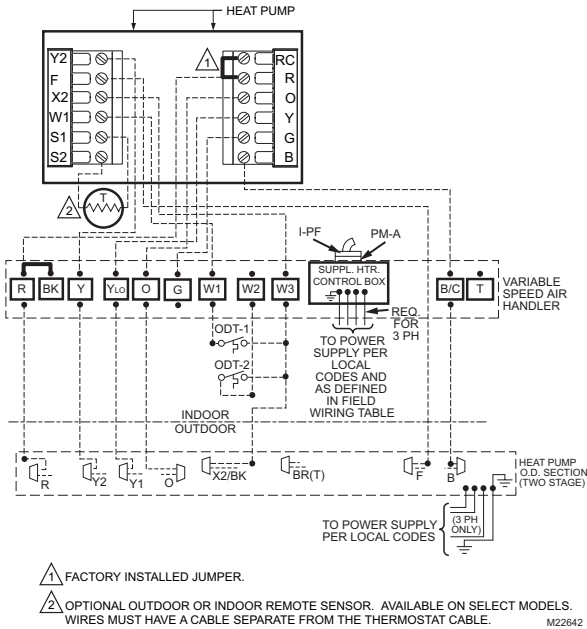 HEAT PUMP
1
Y2
F
X2
W1
S1
S2
RC
R
O
Y
G
B
2
T
I-PF
PM-A
SUPPL. HTR.
CONTROL BOX
R
BK
Y
YLO
O
G
W1
W2
W3
B/C
T
VARIABLE
SPEED AIR
HANDLER
REQ.
FOR
3 PH
ODT-1
ODT-2
TO POWER
SUPPLY PER
LOCAL
CODES AND
AS DEFINED
IN FIELD
WIRING TABLE
INDOOR
OUTDOOR
R
Y2
Y1
O
X2/BK
BR(T)
F
B
HEAT PUMP
O.D. SECTION
(TWO STAGE)
TO POWER SUPPLY
PER LOCAL CODES
(3 PH
ONLY)
1 FACTORY INSTALLED JUMPER.
2 OPTIONAL OUTDOOR OR INDOOR REMOTE SENSOR. AVAILABLE ON SELECT MODELS.
WIRES MUST HAVE A CABLE SEPARATE FROM THE THERMOSTAT CABLE.
M22642